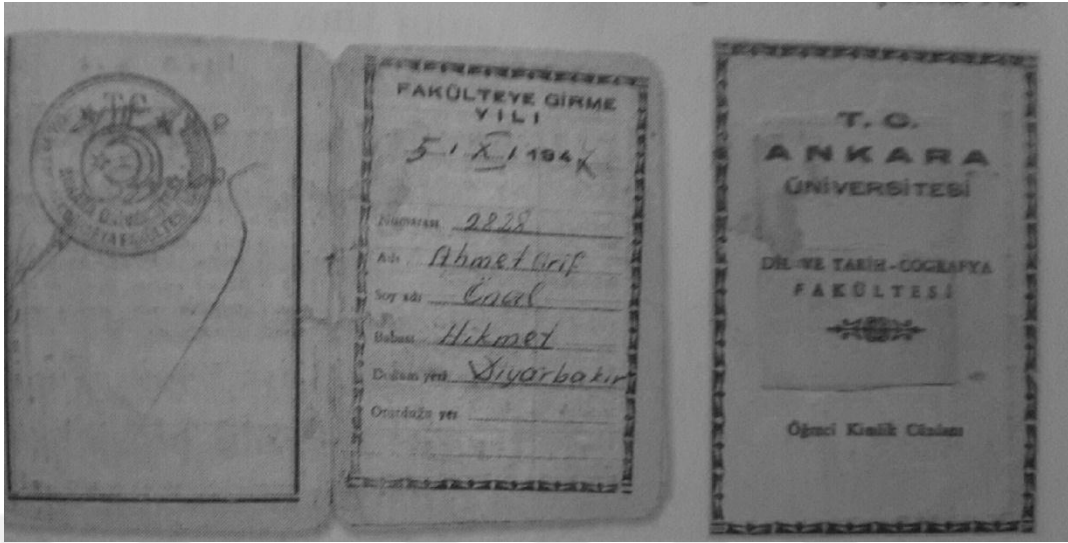 T.C.
FAKÜLTEYE GİRME
YILI
5 / X / 194
Numarası 2828
Adı Ahmet Arif
Soy adı Önal
Babası Hikmet
Doğum yeri Diyarbakır
Oturduğu yer
T. C.
ANKARA
ÜNİVERSİTESİ
DİL VE TARİH-COĞRAFYA
FAKÜLTESİ
Öğrenci Kimlik Cüzdanı